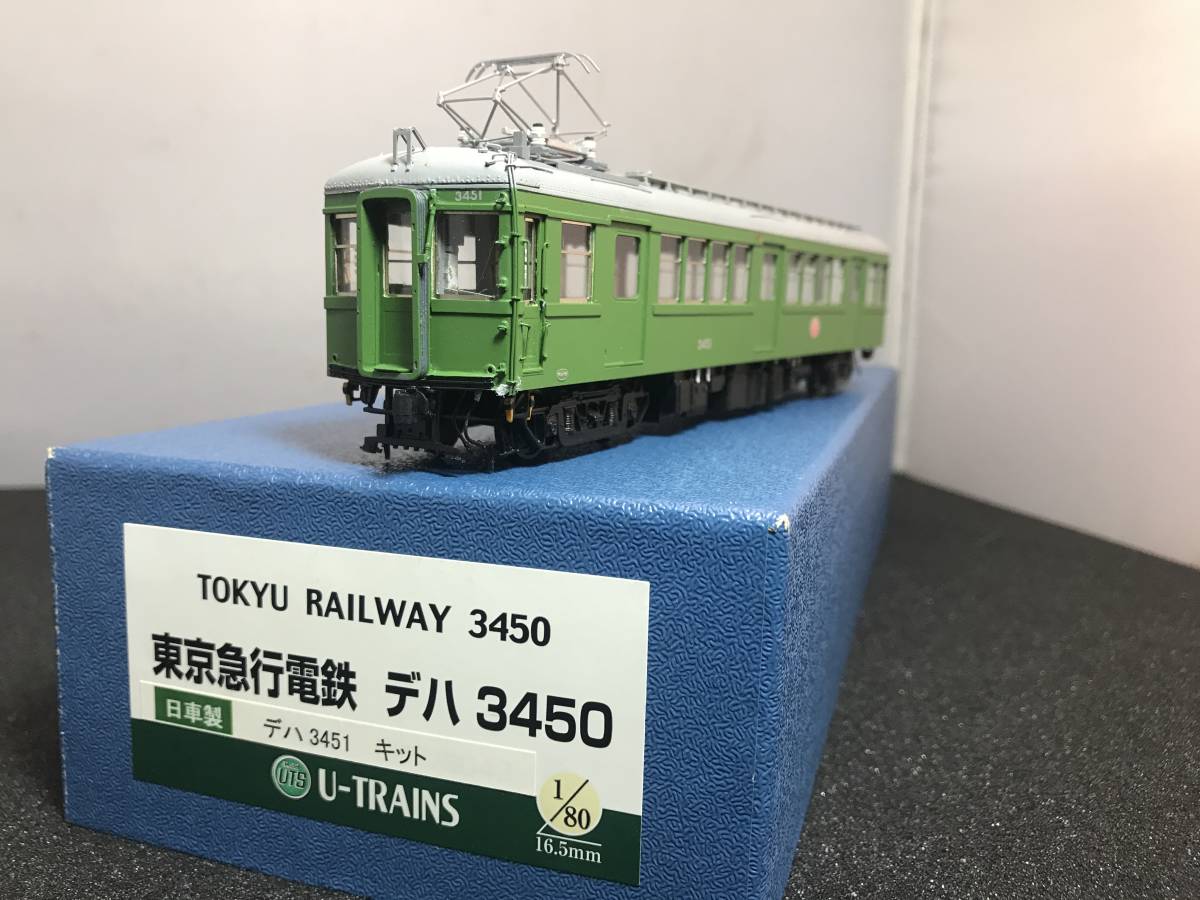 3451
3451
TOKYU RAILWAY 3450
東京急行電鉄 デハ 3450
日車製
デハ 3451 キット
UTS
U-TRAINS
1/80
16.5mm